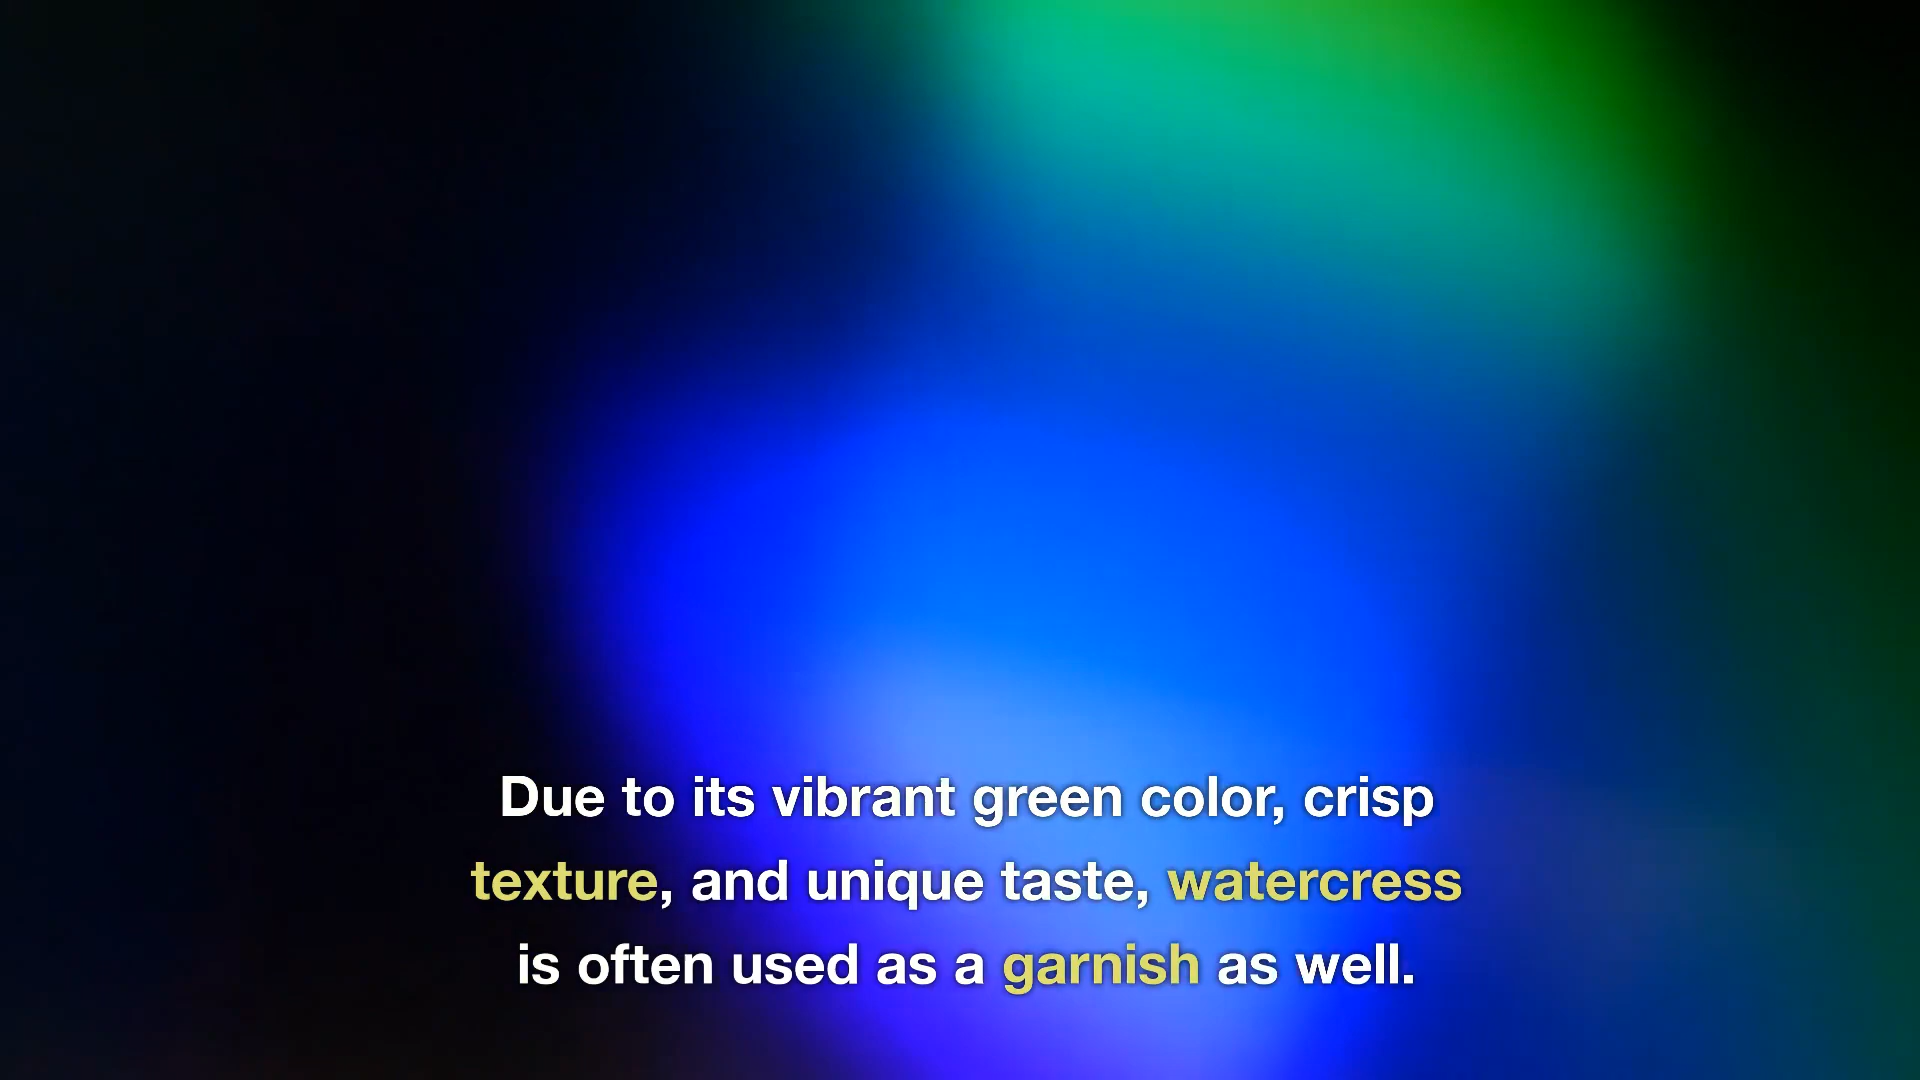 Due to its vibrant green color, crisp
texture, and unique taste, watercress
is often used as a garnish as well.